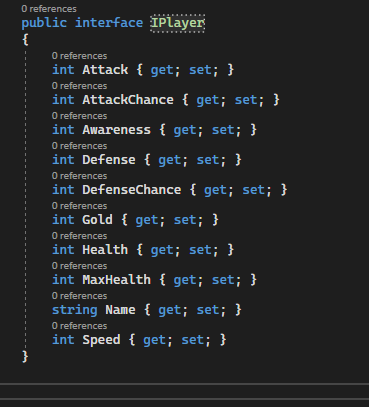 0 references
public interface IPlayer
{
0 references
int Attack { get; set; }
0 references
int AttackChance { get; set; }
0 references
int Awareness { get; set; }
0 references
int Defense { get; set; }
0 references
int DefenseChance { get; set; }
0 references
int Gold { get; set; }
0 references
int Health { get; set; }
0 references
int MaxHealth { get; set; }
0 references
string Name { get; set; }
0 references
int Speed { get; set; }
}